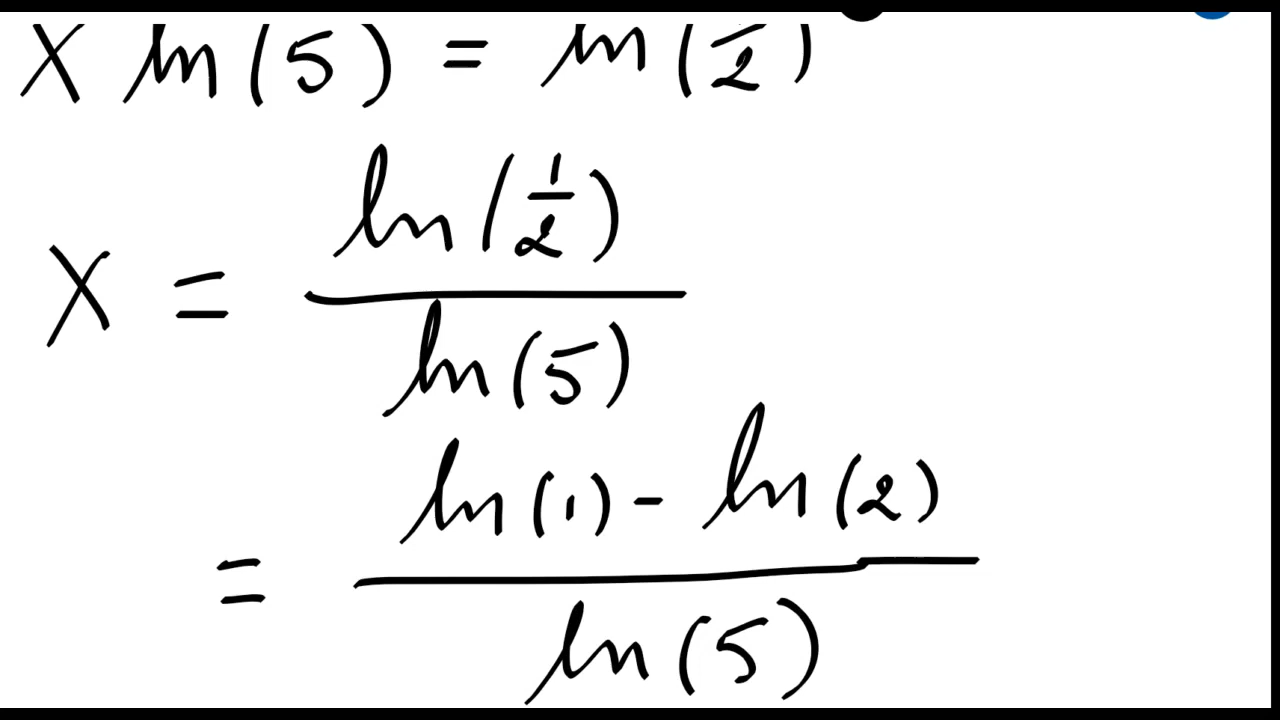 x ln(5) = ln(1/2)
x = ln(1/2) / ln(5)
= ln(1) - ln(2) / ln(5)